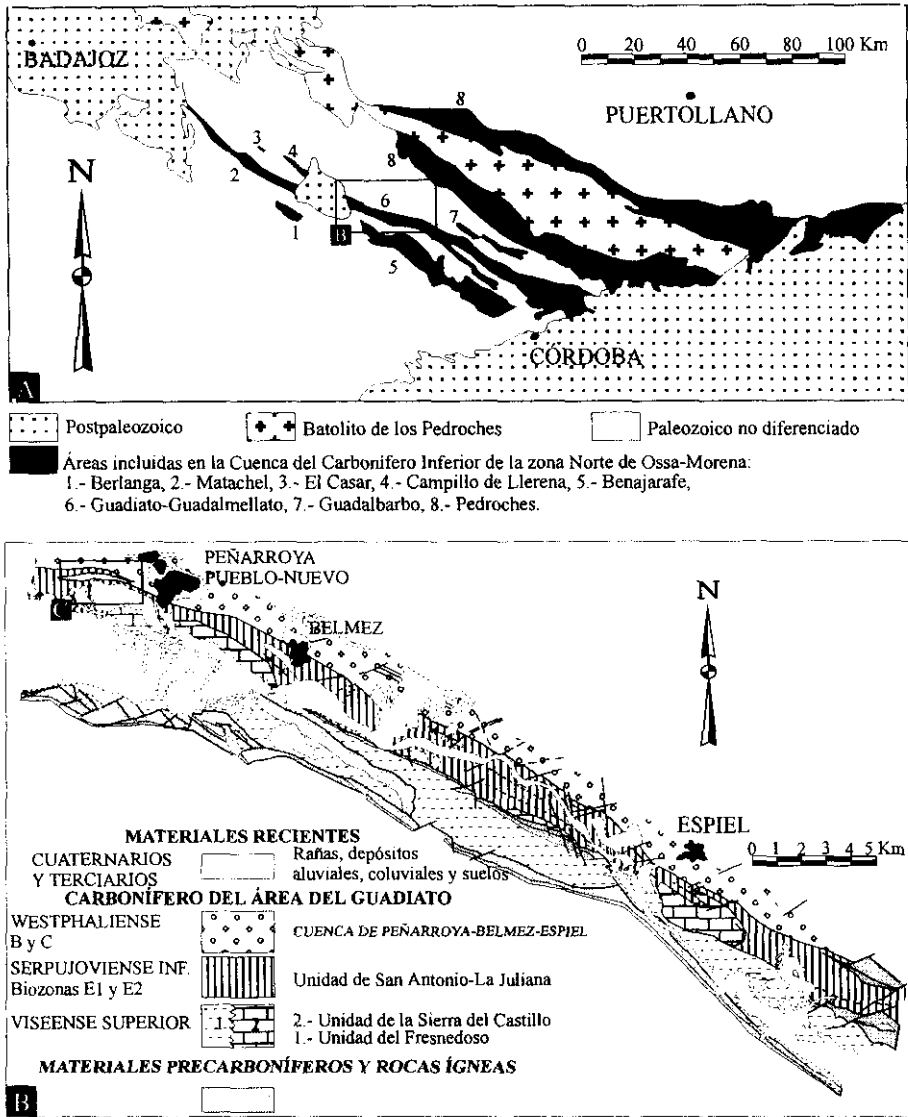 BADAJOZ
0 20 40 60 80 100 Km
PUERTOLLANO
N
8
3
4
8
2
6
7
1
B
5
CÓRDOBA
A
Postpaleozoico
Batolito de los Pedroches
Paleozoico no diferenciado
Áreas incluidas en la Cuenca del Carbonífero Inferior de la zona Norte de Ossa-Morena:
1.- Berlanga, 2.- Matachel, 3.- El Casar, 4.- Campillo de Llerena, 5.- Benajarafe,
6.- Guadiato-Guadalmellato, 7.- Guadalbarbo, 8.- Pedroches.
PEÑARROYA
PUEBLO-NUEVO
C
BELMEZ
N
ESPIEL
0 1 2 3 4 5 Km
MATERIALES RECIENTES
CUATERNARIOS
Y TERCIARIOS
Rañas, depósitos
aluviales, coluviales y suelos
CARBONÍFERO DEL ÁREA DEL GUADIATO
WESTPHALIENSE
B y C
CUENCA DE PEÑARROYA-BELMEZ-ESPIEL
SERPUJOVIENSE INF.
Biozonas E1 y E2
Unidad de San Antonio-La Juliana
VISEENSE SUPERIOR
1
2
2.- Unidad de la Sierra del Castillo
1.- Unidad del Fresnedoso
MATERIALES PRECARBONÍFEROS Y ROCAS ÍGNEAS
B